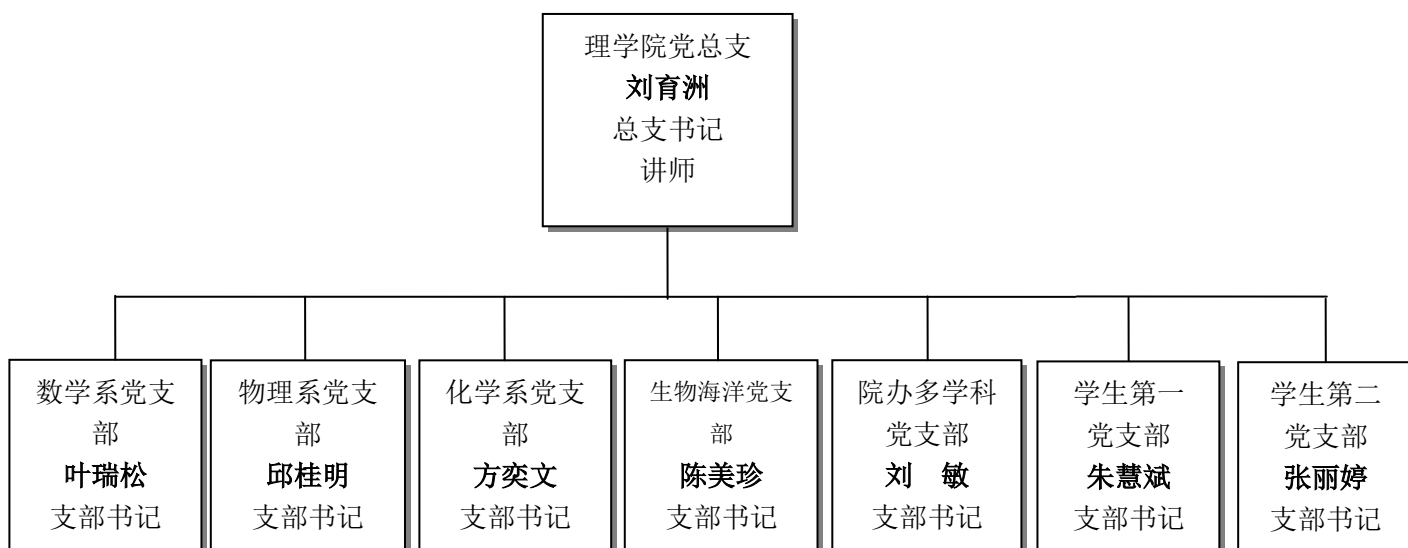 理学院党总支
刘育洲
总支书记
讲师
数学系党支
部
叶瑞松
支部书记
物理系党支
部
邱桂明
支部书记
化学系党支
部
方奕文
支部书记
生物海洋党支
部
陈美珍
支部书记
院办多学科
党支部
刘　敏
支部书记
学生第一
党支部
朱慧斌
支部书记
学生第二
党支部
张丽婷
支部书记